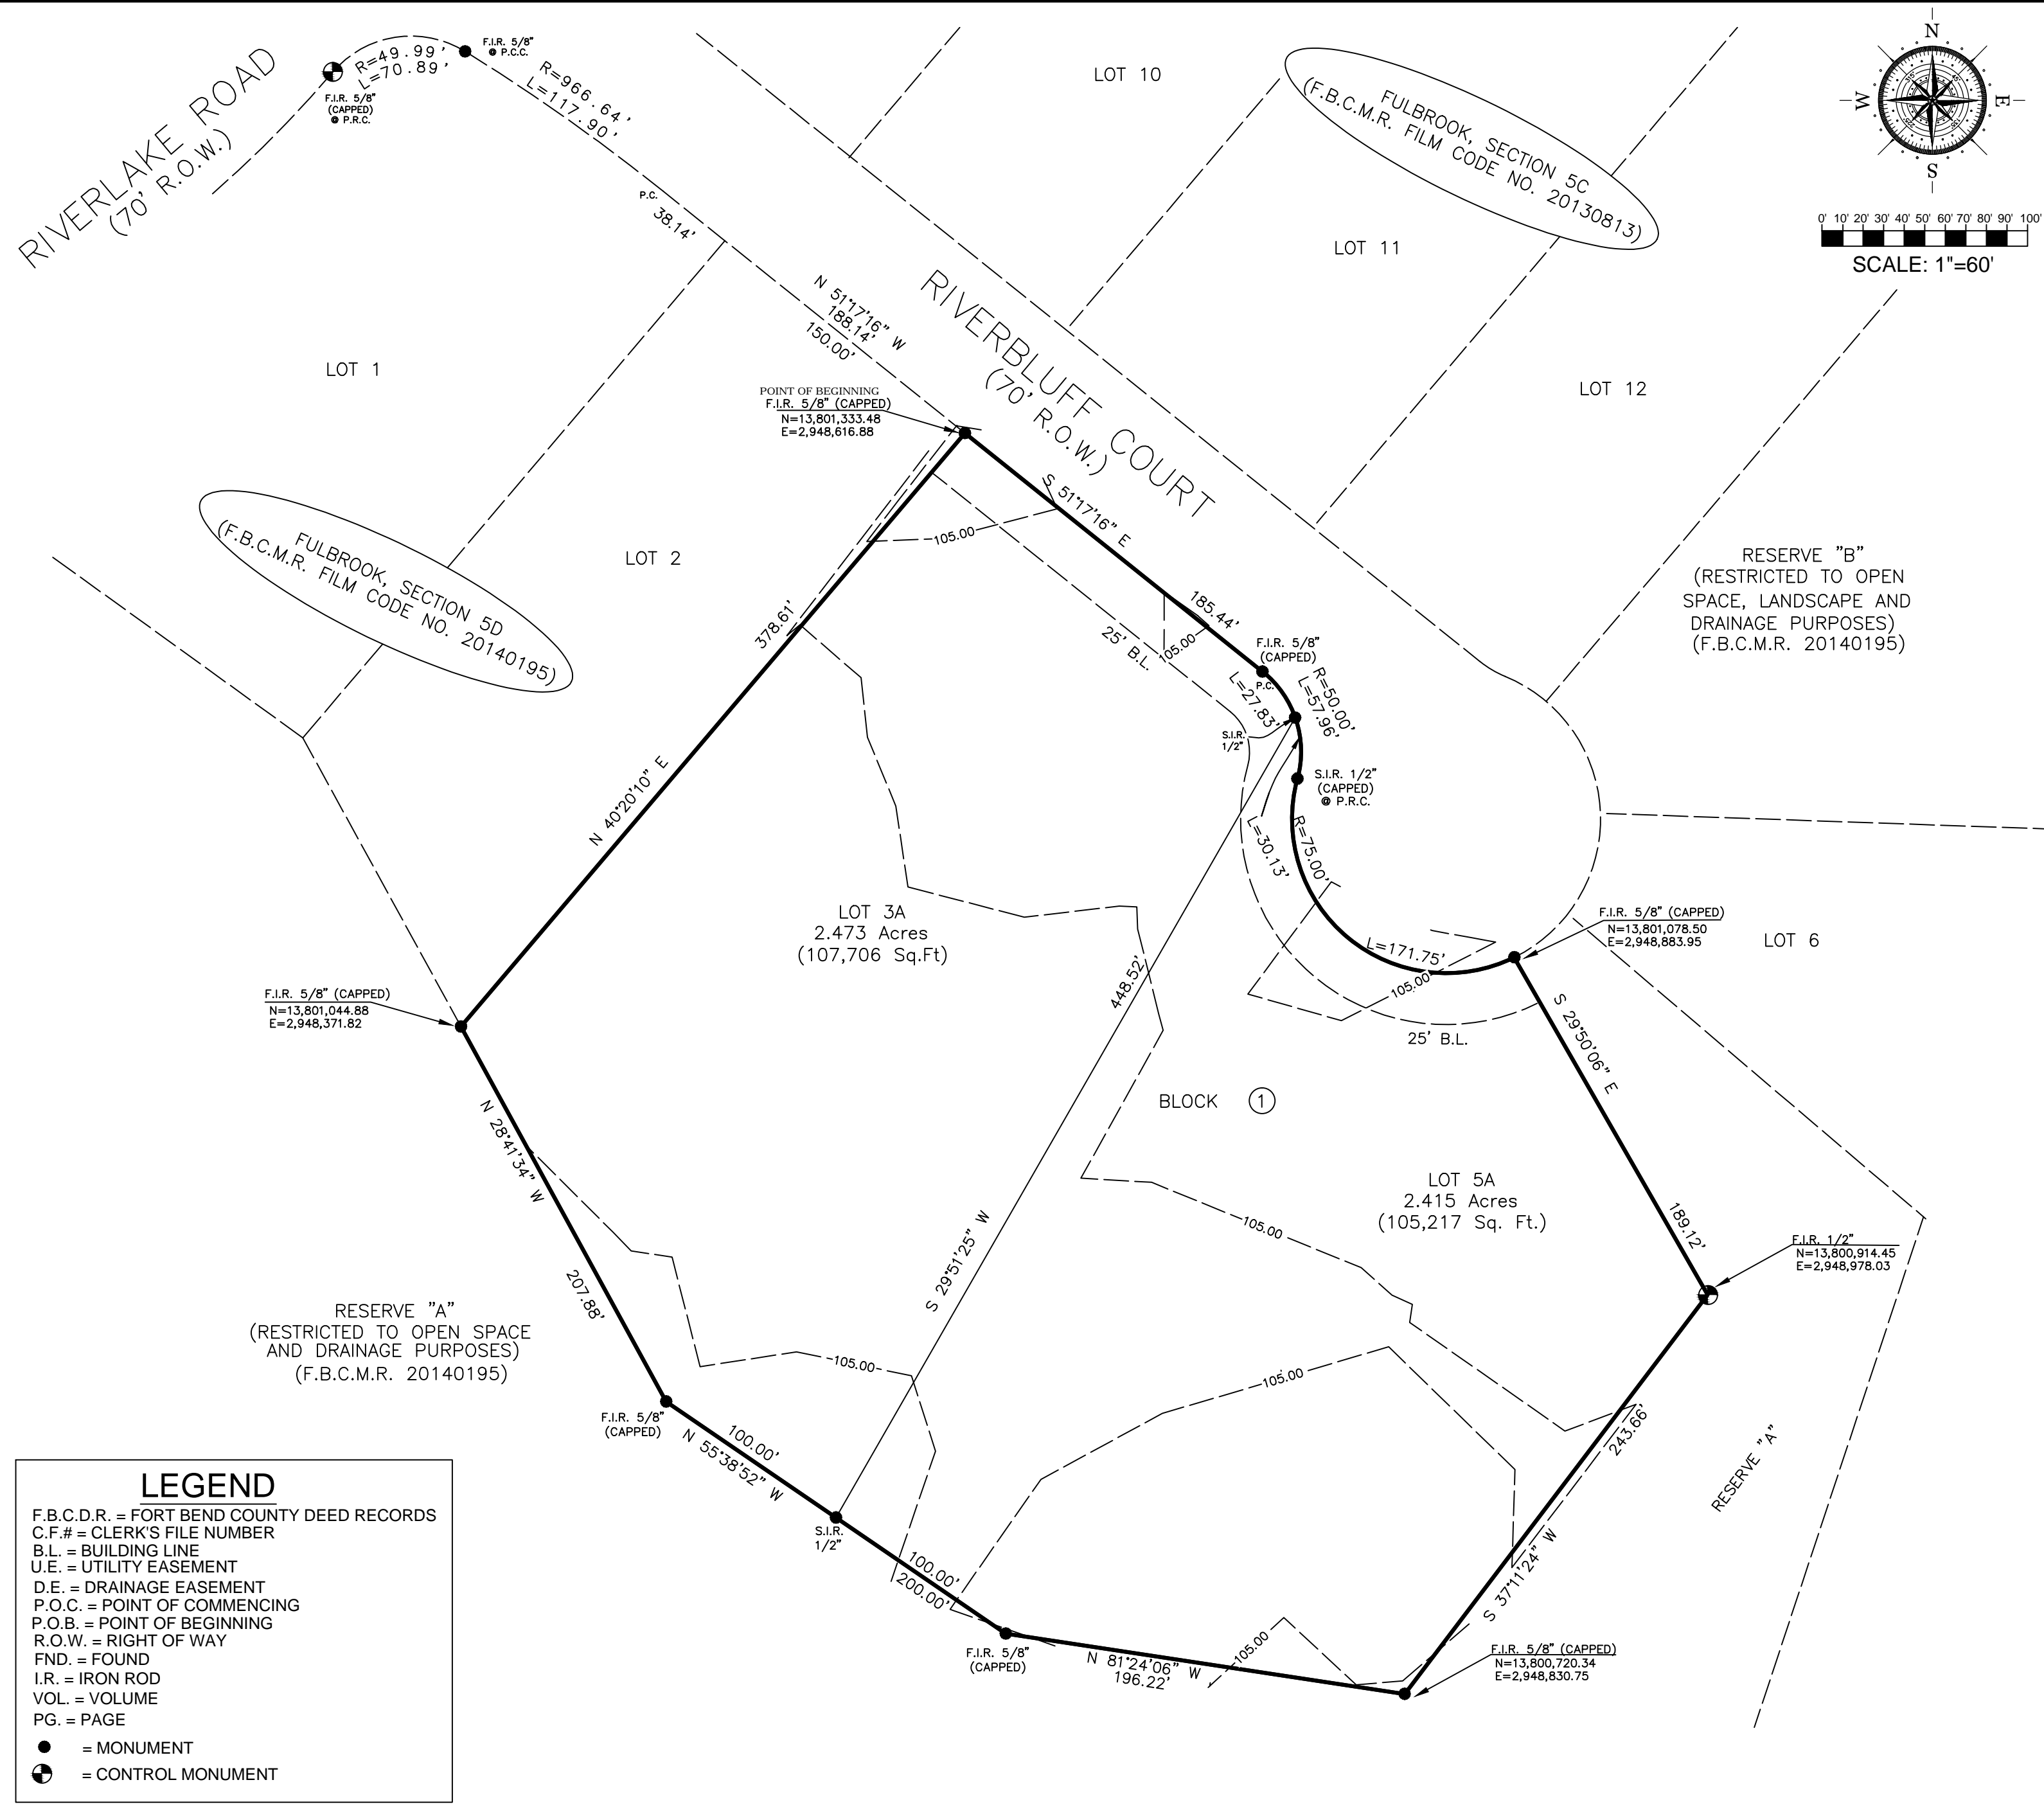 RIVERLAKE ROAD
(70' R.O.W.)
F.I.R. 5/8"
(CAPPED)
@ P.R.C.
R=49.99'
L=70.89'
F.I.R. 5/8"
@ P.C.C.
R=966.64'
L=117.90'
P.C.
38.14'
N 51°17'16" W
188.14'
150.00'
LOT 10
FULBROOK, SECTION 5C
(F.B.C.M.R. FILM CODE NO. 20130813)
LOT 11
LOT 12
N
E
S
W
0' 10' 20' 30' 40' 50' 60' 70' 80' 90' 100'
SCALE: 1"=60'
RIVERBLUFF COURT
(70' R.O.W.)
LOT 1
LOT 2
FULBROOK, SECTION 5D
(F.B.C.M.R. FILM CODE NO. 20140195)
POINT OF BEGINNING
F.I.R. 5/8" (CAPPED)
N=13,801,333.48
E=2,948,616.88
S 51°17'16" E
185.44'
105.00
105.00
25' B.L.
378.61'
N 40°20'10" E
F.I.R. 5/8"
(CAPPED)
P.C.
R=50.00'
L=57.96'
L=27.83'
S.I.R.
1/2"
S.I.R. 1/2"
(CAPPED)
@ P.R.C.
L=30.13'
R=75.00'
L=171.75'
105.00
25' B.L.
RESERVE "B"
(RESTRICTED TO OPEN
SPACE, LANDSCAPE AND
DRAINAGE PURPOSES)
(F.B.C.M.R. 20140195)
F.I.R. 5/8" (CAPPED)
N=13,801,078.50
E=2,948,883.95
LOT 6
LOT 3A
2.473 Acres
(107,706 Sq.Ft)
448.52'
S 29°51'25" W
F.I.R. 5/8" (CAPPED)
N=13,801,044.88
E=2,948,371.82
N 28°41'34" W
207.88'
BLOCK 1
S 29°50'06" E
189.12'
LOT 5A
2.415 Acres
(105,217 Sq. Ft.)
105.00
F.I.R. 1/2"
N=13,800,914.45
E=2,948,978.03
RESERVE "A"
(RESTRICTED TO OPEN SPACE
AND DRAINAGE PURPOSES)
(F.B.C.M.R. 20140195)
105.00
105.00
F.I.R. 5/8"
(CAPPED)
100.00'
N 55°38'52" W
S.I.R.
1/2"
100.00'
200.00'
243.66'
S 37°11'24" W
RESERVE "A"
F.I.R. 5/8"
(CAPPED)
N 81°24'06" W
196.22'
105.00
F.I.R. 5/8" (CAPPED)
N=13,800,720.34
E=2,948,830.75
LEGEND
F.B.C.D.R. = FORT BEND COUNTY DEED RECORDS
C.F.# = CLERK'S FILE NUMBER
B.L. = BUILDING LINE
U.E. = UTILITY EASEMENT
D.E. = DRAINAGE EASEMENT
P.O.C. = POINT OF COMMENCING
P.O.B. = POINT OF BEGINNING
R.O.W. = RIGHT OF WAY
FND. = FOUND
I.R. = IRON ROD
VOL. = VOLUME
PG. = PAGE
= MONUMENT
= CONTROL MONUMENT